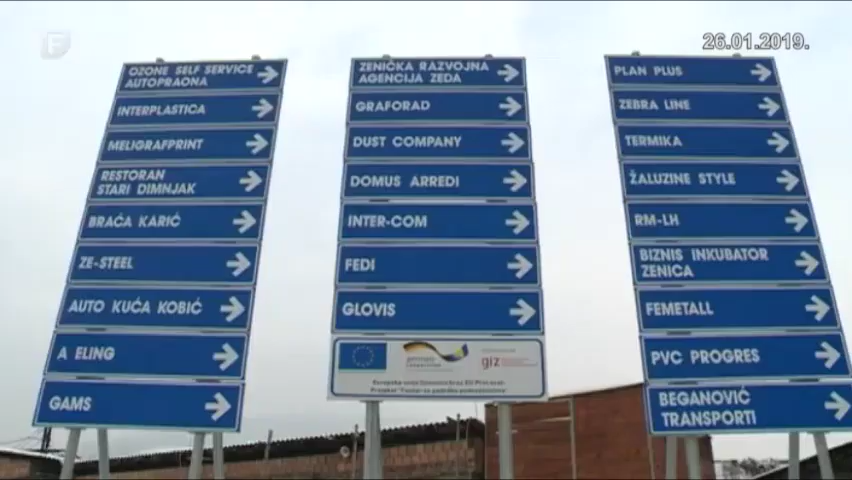 F
26.01.2019.
OZONE SELF SERVICE
AUTOPRAONA
INTERPLASTICA
MELIGRAFPRINT
RESTORAN
STARI DIMNJAK
BRAĆA KARIĆ
ZE-STEEL
AUTO KUĆA KOBIĆ
A ELING
GAMS
ZENIČKA RAZVOJNA
AGENCIJA ZEDA
GRAFORAD
DUST COMPANY
DOMUS ARREDI
INTER-COM
FEDI
GLOVIS
giz
PLAN PLUS
ZEBRA LINE
TERMIKA
ŽALUZINE STYLE
RM-LH
BIZNIS INKUBATOR
ZENICA
FEMETALL
PVC PROGRES
BEGANOVIĆ
TRANSPORTI